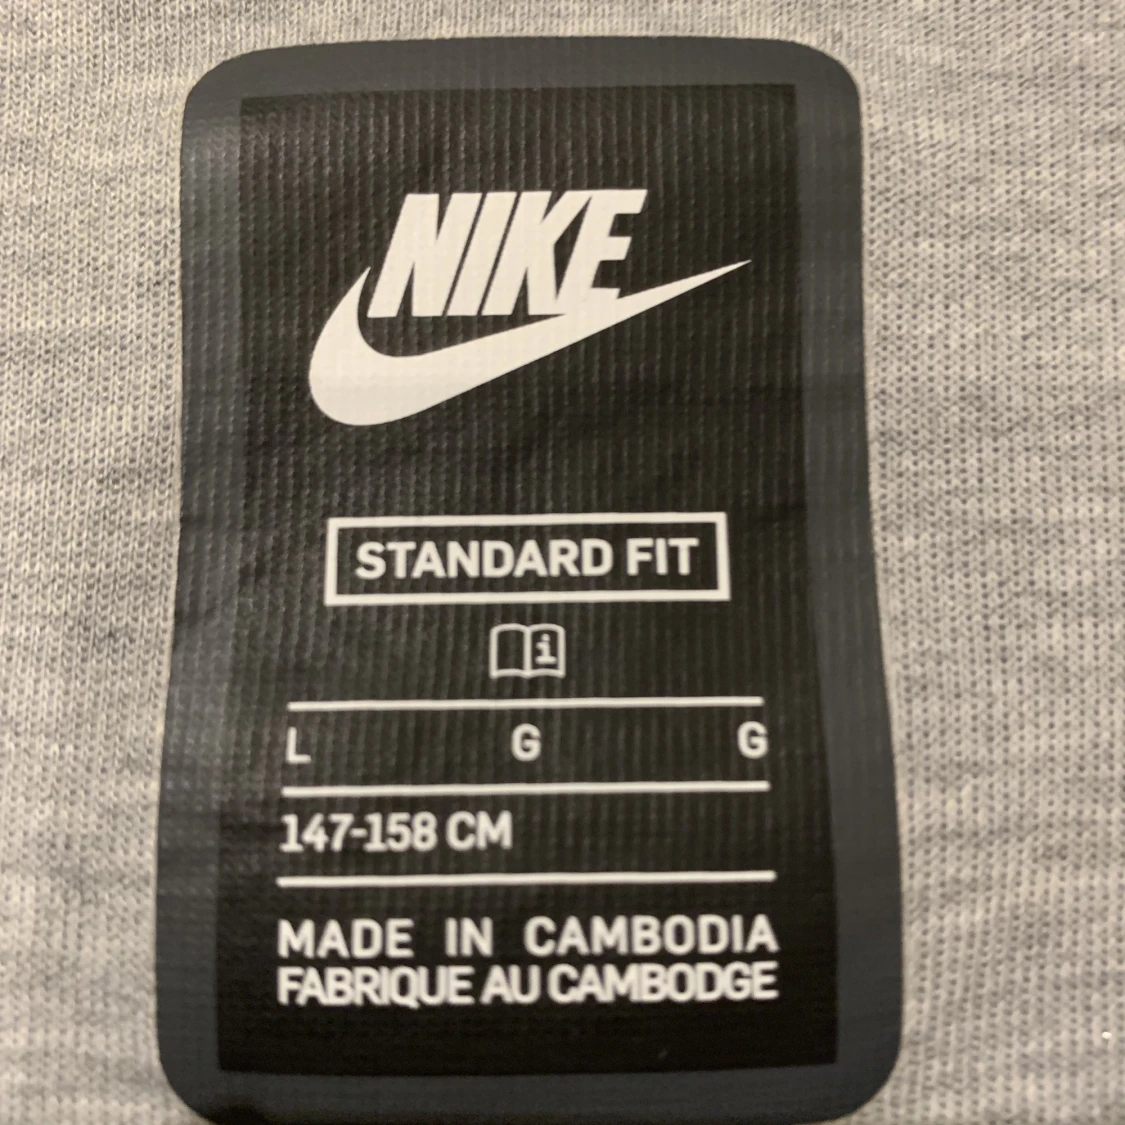 NIKE
STANDARD FIT
i
L G G
147-158 CM
MADE IN CAMBODIA
FABRIQUE AU CAMBODGE